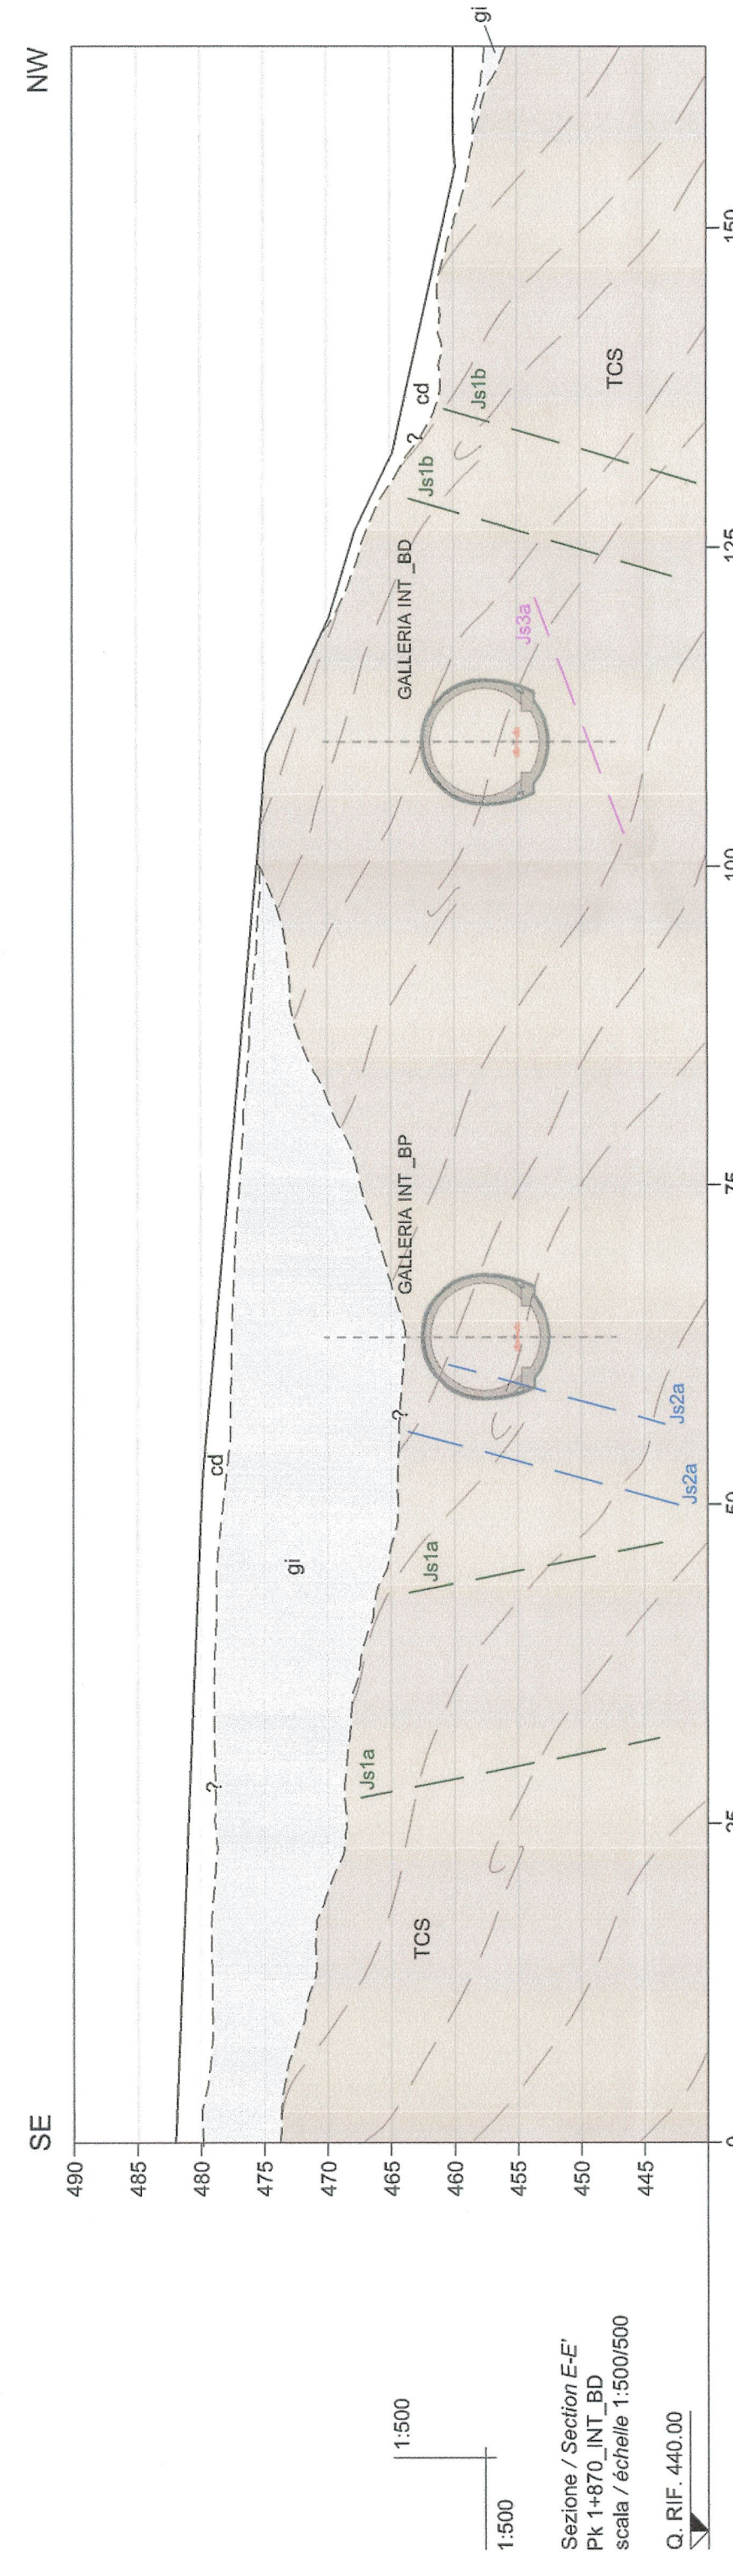 SE
NW
490
485
480
475
470
465
460
455
450
445
0
25
50
75
100
125
150
cd
?
gi
?
cd
?
gi
TCS
TCS
Js1a
Js1a
Js2a
Js2a
Js3a
Js1b
Js1b
GALLERIA INT_BP
GALLERIA INT_BD
1:500
1:500
Sezione / Section E-E'
Pk 1+870_INT_BD
scala / échelle 1:500/500
Q. RIF. 440.00